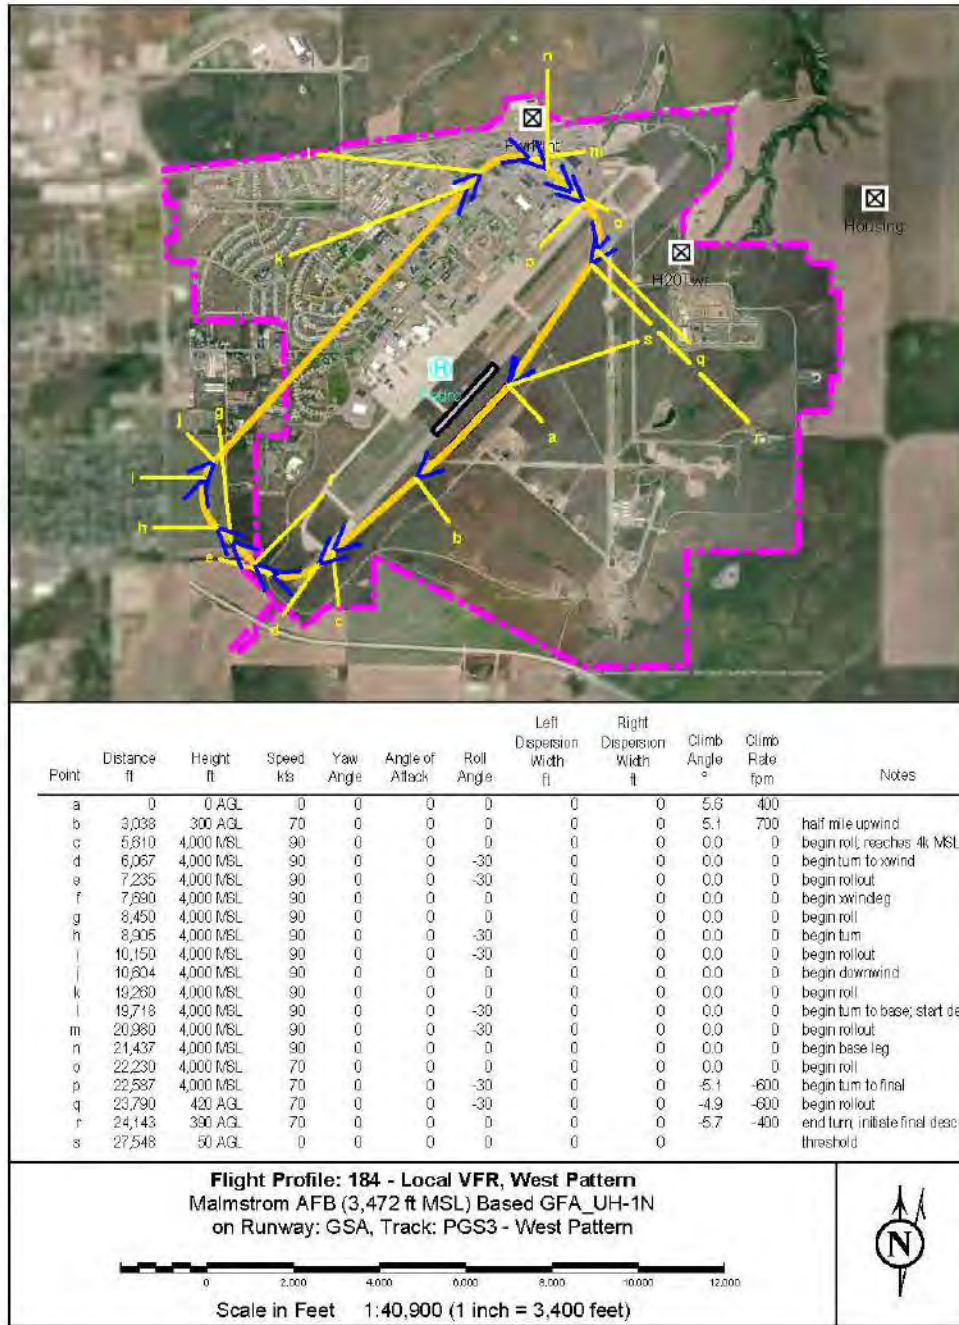 n
l
PwrPlnt
m
Housing
k
p
o
H20Twr
s
q
a
r
j
g
i
f
h
b
e
d
c
Left Right
Dispersion Dispersion Climb Climb
Distance Height Speed Yaw Angle of Roll Width Width Angle Rate
Point ft ft kts Angle Attack Angle ft ft ° fpm Notes
a 0 0 AGL 0 0 0 0 0 0 5.6 400
b 3,038 300 AGL 70 0 0 0 0 0 5.1 700 half mile upwind
c 5,610 4,000 MSL 90 0 0 0 0 0 0.0 0 begin roll; reaches 4k MSL
d 6,067 4,000 MSL 90 0 0 -30 0 0 0.0 0 begin turn to xwind
e 7,235 4,000 MSL 90 0 0 -30 0 0 0.0 0 begin rollout
f 7,690 4,000 MSL 90 0 0 0 0 0 0.0 0 begin xwindleg
g 8,450 4,000 MSL 90 0 0 0 0 0 0.0 0 begin roll
h 8,905 4,000 MSL 90 0 0 -30 0 0 0.0 0 begin turn
i 10,150 4,000 MSL 90 0 0 -30 0 0 0.0 0 begin rollout
j 10,604 4,000 MSL 90 0 0 0 0 0 0.0 0 begin downwind
k 19,260 4,000 MSL 90 0 0 0 0 0 0.0 0 begin roll
l 19,718 4,000 MSL 90 0 0 -30 0 0 0.0 0 begin turn to base; start de
m 20,980 4,000 MSL 90 0 0 -30 0 0 0.0 0 begin rollout
n 21,437 4,000 MSL 90 0 0 0 0 0 0.0 0 begin base leg
o 22,230 4,000 MSL 70 0 0 0 0 0 0.0 0 begin roll
p 22,587 4,000 MSL 70 0 0 -30 0 0 -5.1 -600 begin turn to final
q 23,790 420 AGL 70 0 0 -30 0 0 -4.9 -600 begin rollout
r 24,143 390 AGL 70 0 0 0 0 0 -5.7 -400 end turn, initiate final desc
s 27,548 50 AGL 0 0 0 0 0 0 threshold
Flight Profile: 184 - Local VFR, West Pattern
Malmstrom AFB (3,472 ft MSL) Based GFA_UH-1N
on Runway: GSA, Track: PGS3 - West Pattern
0 2,000 4,000 6,000 8,000 10,000 12,000
Scale in Feet 1:40,900 (1 inch = 3,400 feet)
N